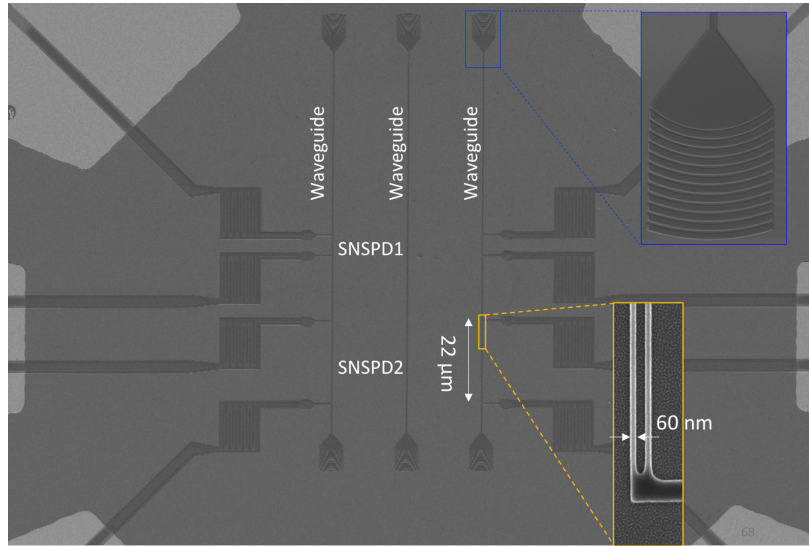 Waveguide
Waveguide
Waveguide
SNSPD1
SNSPD2
22 μm
60 nm
68